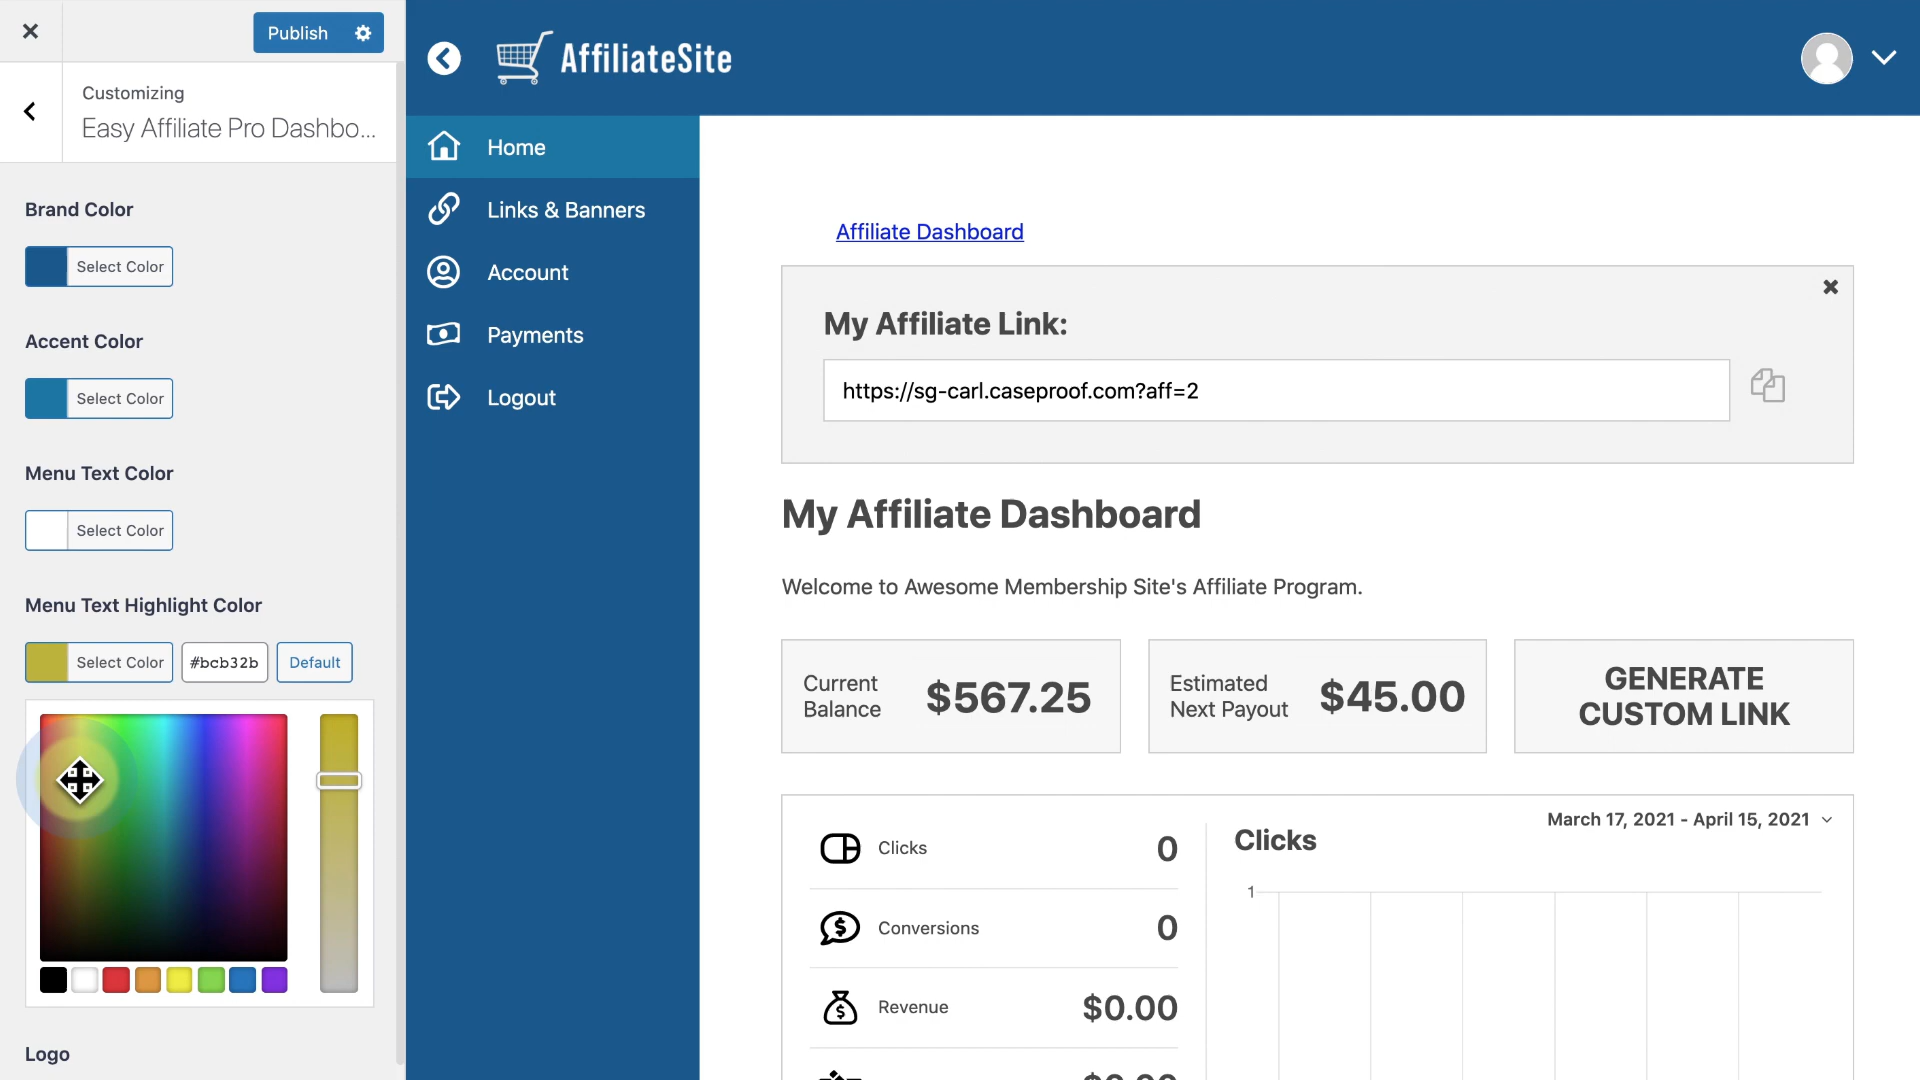 Publish
Customizing
Easy Affiliate Pro Dashbo...
Brand Color
Select Color
Accent Color
Select Color
Menu Text Color
Select Color
Menu Text Highlight Color
Select Color
#bcb32b
Default
Logo
AffiliateSite
Home
Links & Banners
Account
Payments
Logout
Affiliate Dashboard
My Affiliate Link:
https://sg-carl.caseproof.com?aff=2
My Affiliate Dashboard
Welcome to Awesome Membership Site's Affiliate Program.
Current
Balance
$567.25
Estimated
Next Payout
$45.00
GENERATE
CUSTOM LINK
Clicks 0
Conversions 0
Revenue $0.00
March 17, 2021 - April 15, 2021
Clicks
1